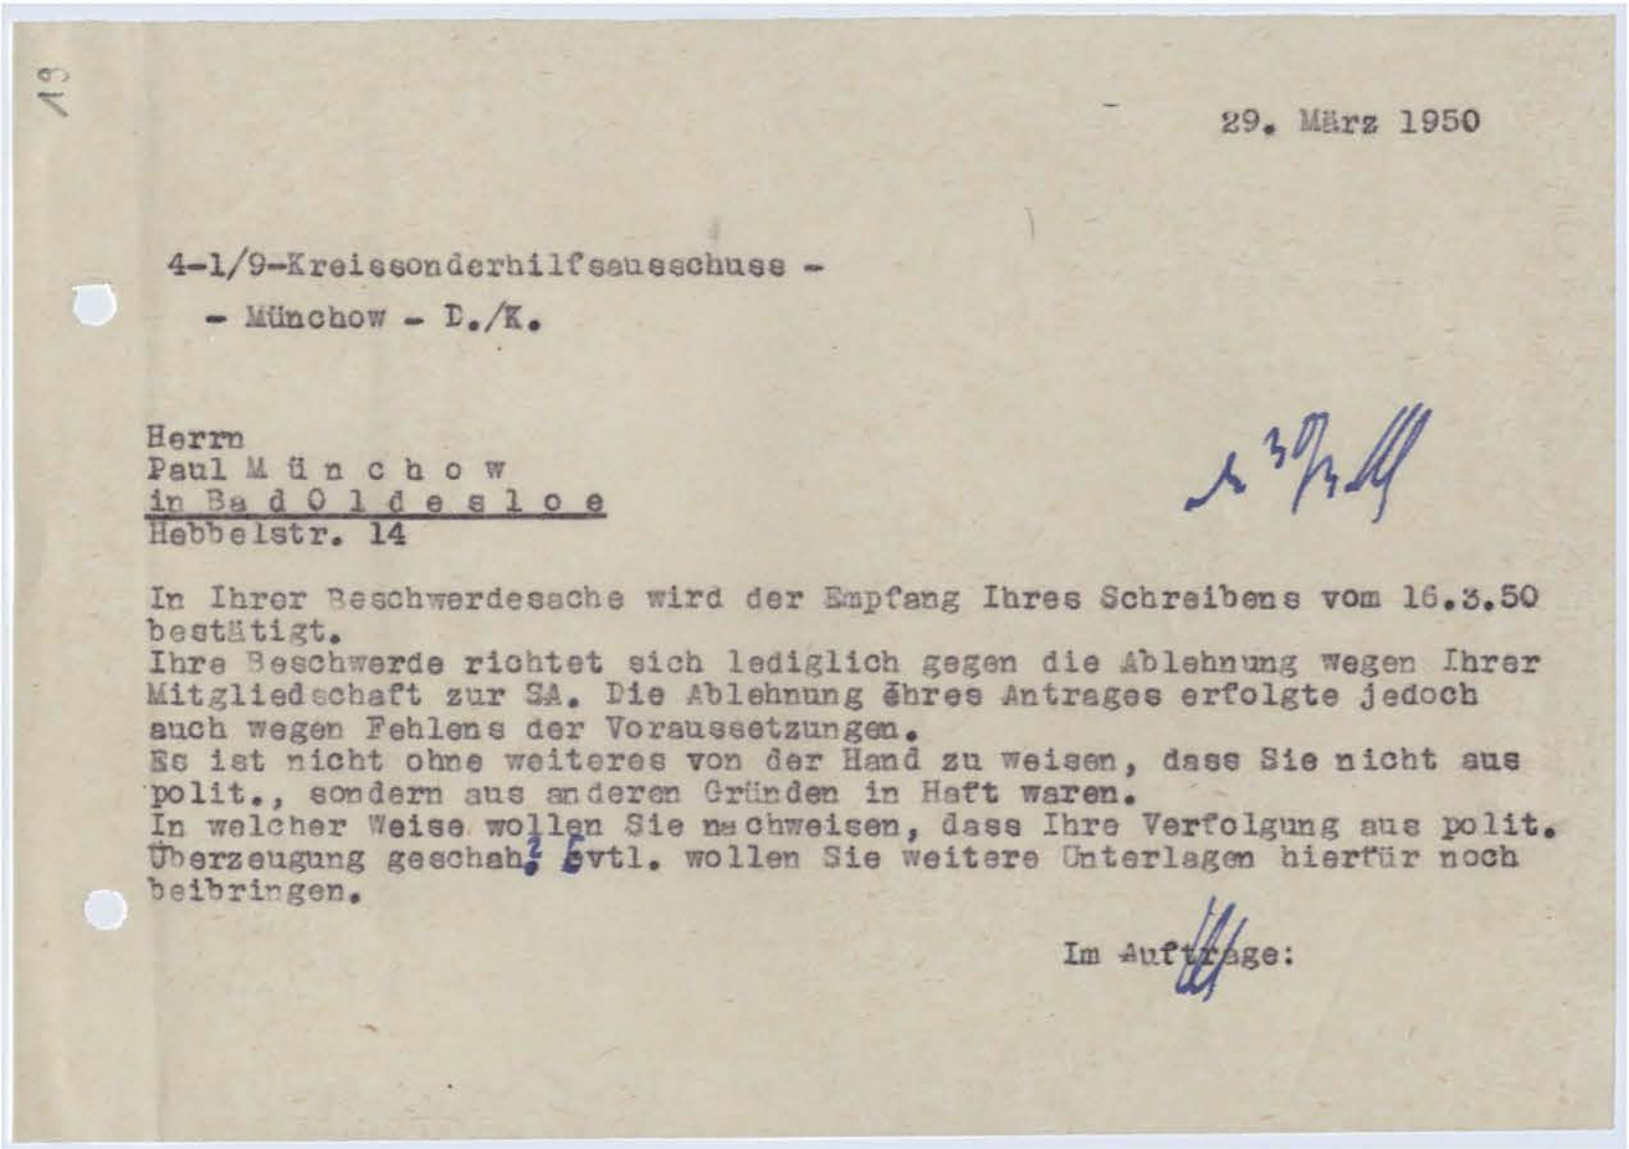 19
29. März 1950
4-1/9-Kreissonderhilfsausschuss -
- Münchow - D./K.
Herrn
Paul M ü n c h o w
in Ba d O l d e s l o e
Hebbelstr. 14
In Ihrer Beschwerdesache wird der Empfang Ihres Schreibens vom 16.3.50
bestätigt.
Ihre Beschwerde richtet sich lediglich gegen die Ablehnung wegen Ihrer
Mitgliedschaft zur SA. Die Ablehnung ihres Antrages erfolgte jedoch
auch wegen Fehlens der Voraussetzungen.
Es ist nicht ohne weiteres von der Hand zu weisen, dass Sie nicht aus
polit., sondern aus anderen Gründen in Haft waren.
In welcher Weise wollen Sie nachweisen, dass Ihre Verfolgung aus polit.
Überzeugung geschah? Evtl. wollen Sie weitere Unterlagen hierfür noch
beibringen.
Im Auftrage: